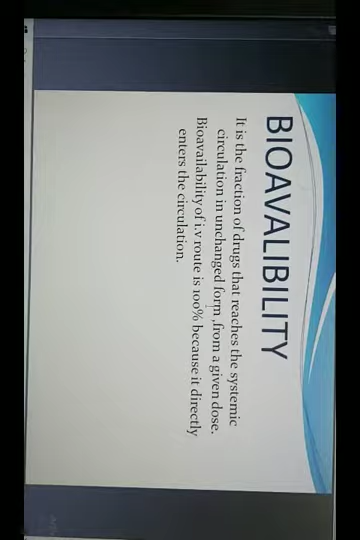 BIOAVALIBILITY
It is the fraction of drugs that reaches the systemic
circulation in unchanged form ,from a given dose.
Bioavailability of i.v route is 100% because it directly
enters the circulation.